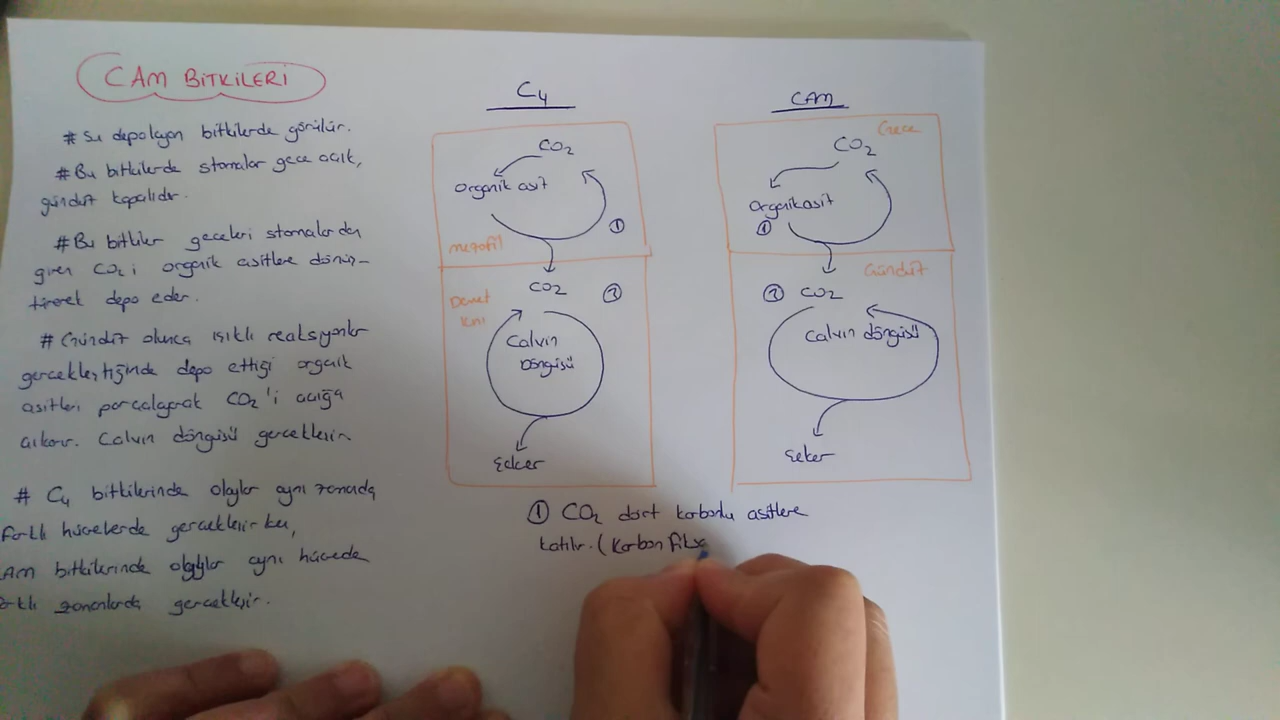 CAM BİTKİLERİ
# Su depolayan bitkilerde görülür.
# Bu bitkilerde stomalar gece açık,
gündüz kapalıdır.
# Bu bitkiler geceleri stomalardan
giren CO₂'i organik asitlere dönüş-
türerek depo eder.
# Gündüz olunca ışıklı reaksiyonlar
gerçekleştiğinde depo ettiği organik
asitleri parçalayarak CO₂'i açığa
çıkarır. Calvin döngüsü gerçekleşir.
# C₄ bitkilerinde olaylar aynı zamanda
farklı hücrelerde gerçekleşirken,
CAM bitkilerinde olaylar aynı hücrede
farklı zamanlarda gerçekleşir.
C₄
CO₂
Organik asit
①
mezofil
CO₂
②
Demet
kını
Calvin
Döngüsü
Şeker
CAM
Gece
CO₂
Organik asit
①
Gündüz
② CO₂
Calvin döngüsü
Şeker
① CO₂ dört karbonlu asitlere
katılır. (Karbon fiks